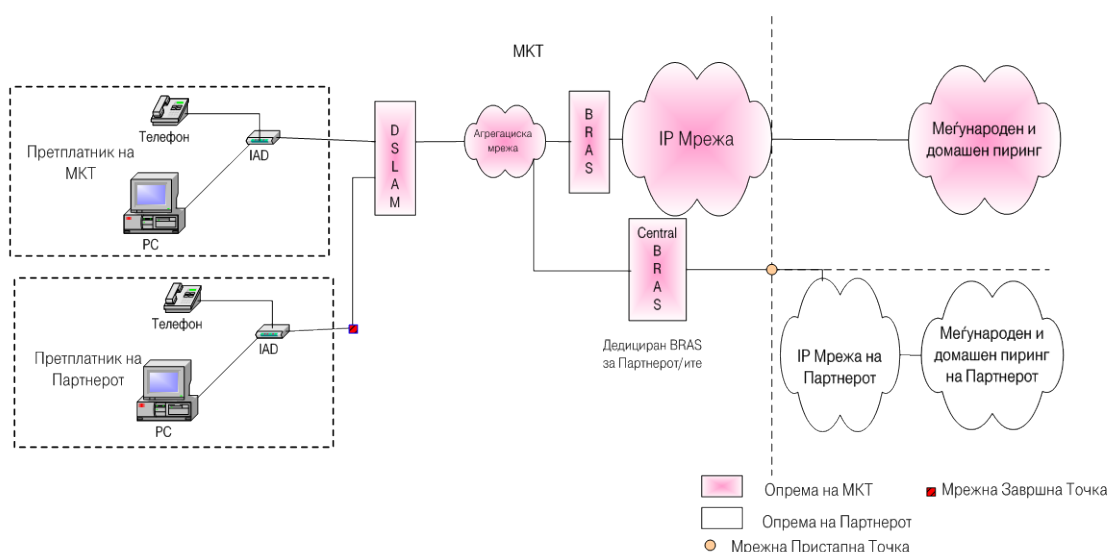 МКТ
Претплатник на
МКТ
Телефон
IAD
PC
D
S
L
A
M
Агрегациска
мрежа
B
R
A
S
IP Мрежа
Меѓународен и
домашен пиринг
Претплатник на
Партнерот
Телефон
IAD
PC
Central
B
R
A
S
Дедициран BRAS
за Партнерот/ите
IP Мрежа на
Партнерот
Меѓународен и
домашен пиринг
на Партнерот
Опрема на МКТ
Мрежна Завршна Точка
Опрема на Партнерот
Мрежна Пристапна Точка